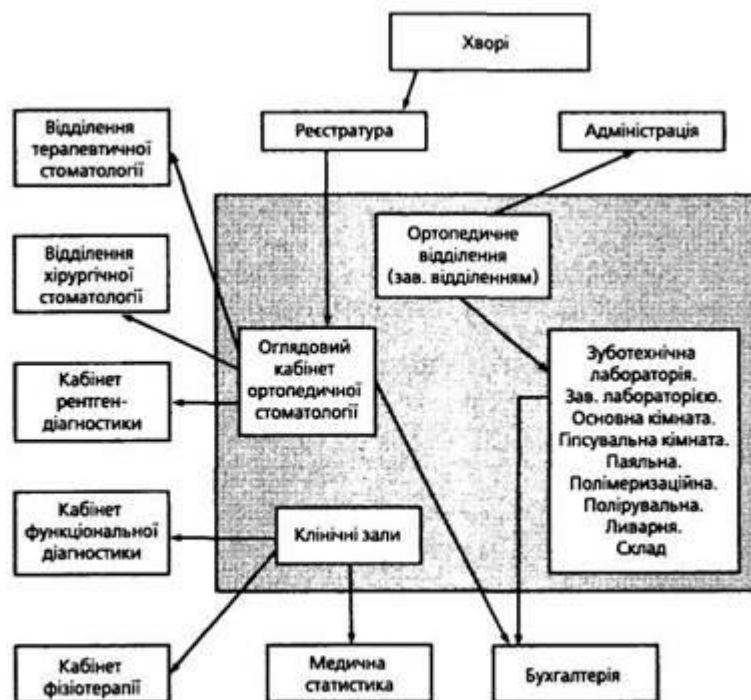 Хворі
Реєстратура
Адміністрація
Відділення
терапевтичної
стоматології
Ортопедичне
відділення
(зав. відділенням)
Відділення
хірургічної
стоматології
Оглядовий
кабінет
ортопедичної
стоматології
Зуботехнічна
лабораторія.
Зав. лабораторією.
Основна кімната.
Гіпсувальна кімната.
Паяльна.
Полімеризаційна.
Полірувальна.
Ливарня.
Склад
Кабінет
рентген-
діагностики
Кабінет
функціональної
діагностики
Клінічні зали
Кабінет
фізіотерапії
Медична
статистика
Бухгалтерія